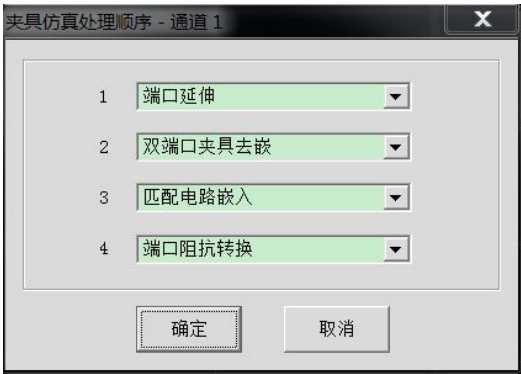 夹具仿真处理顺序 - 通道 1
1 端口延伸
2 双端口夹具去嵌
3 匹配电路嵌入
4 端口阻抗转换
确定 取消